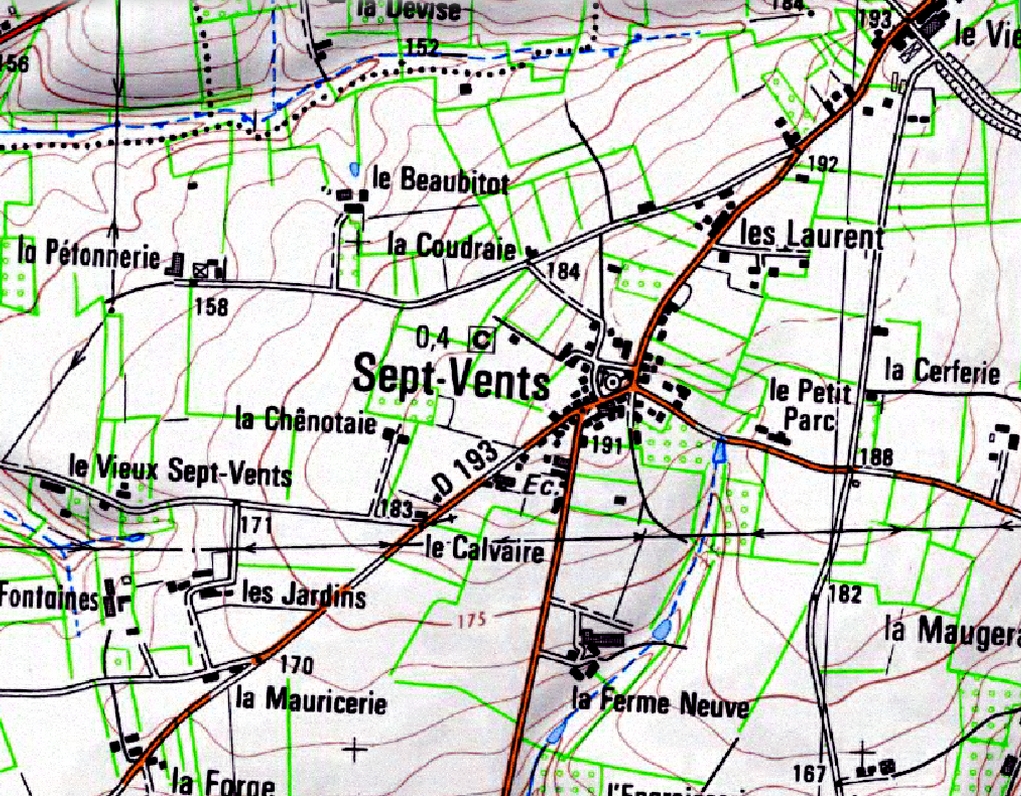 la Devise
184
193
le Vie
156
152
192
le Beaubitot
les Laurent
la Coudraie
la Pétonnerie
184
158
0,4 C
Sept-Vents
la Cerferie
le Petit
Parc
la Chênotaie
191
D 193
188
le Vieux Sept-Vents
Ec.
183
171
le Calvaire
Fontaines
les Jardins
182
175
la Maugera
170
la Mauricerie
la Ferme Neuve
la Forge
167